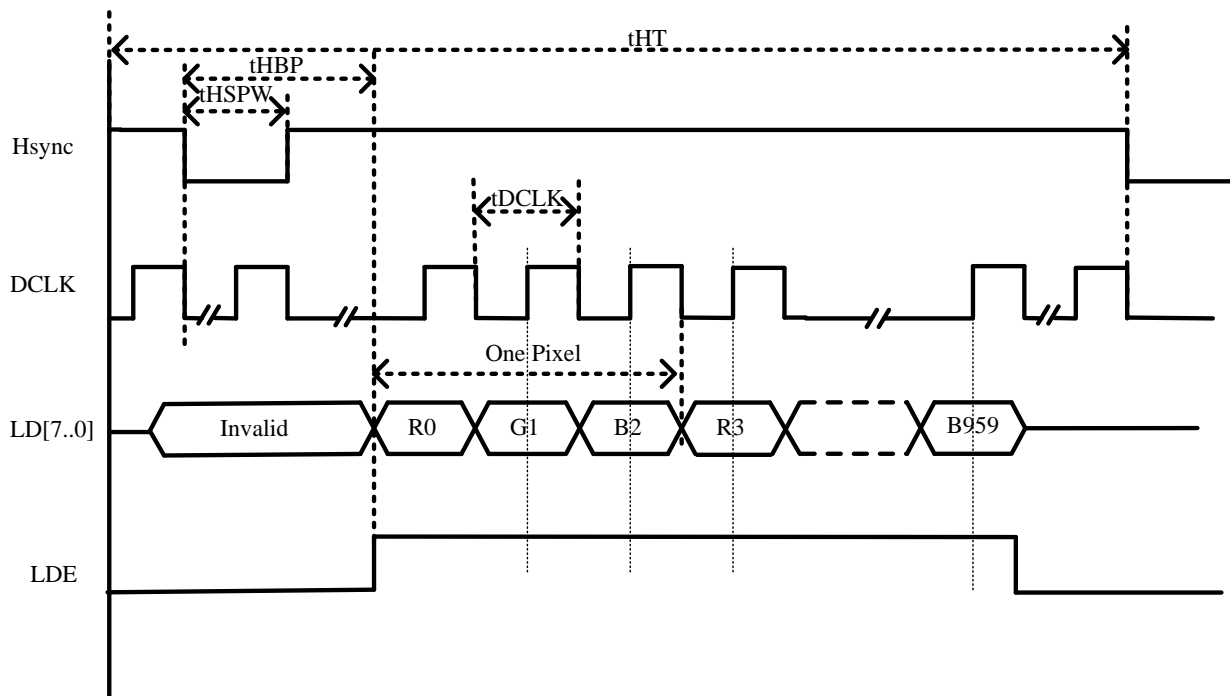 tHT
tHBP
tHSPW
Hsync
tDCLK
DCLK
One Pixel
LD[7..0]
Invalid
R0
G1
B2
R3
B959
LDE